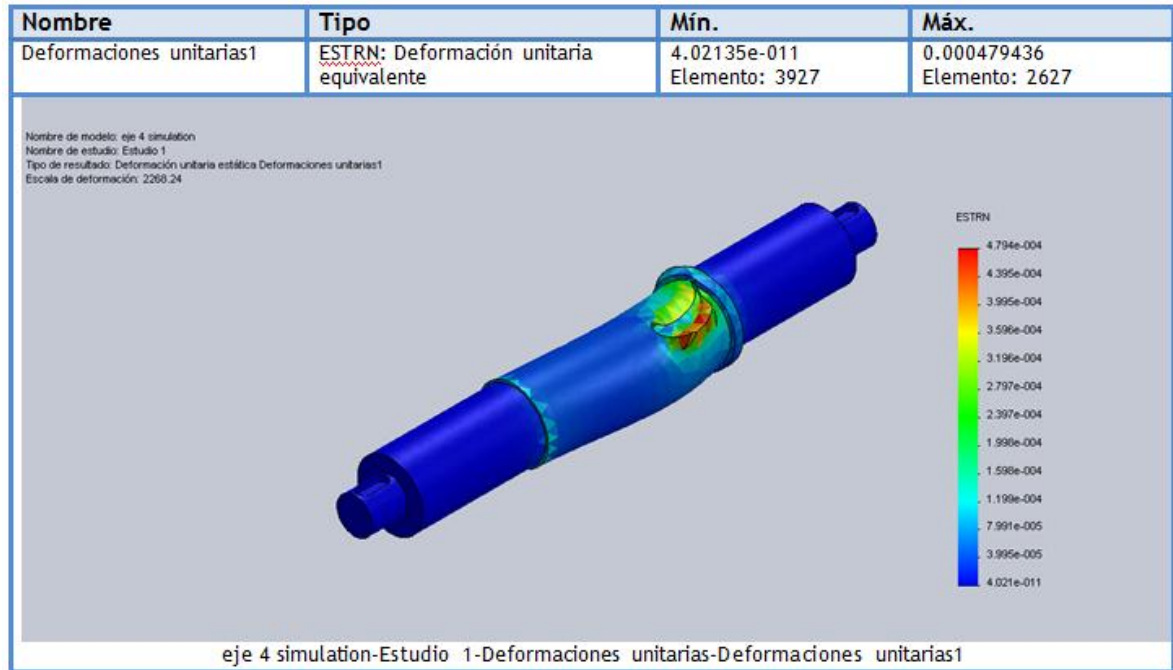 Nombre Tipo Mín. Máx.
Deformaciones unitarias1 ESTRN: Deformación unitaria equivalente 4.02135e-011 Elemento: 3927 0.000479436 Elemento: 2627
Nombre de modelo: eje 4 simulation
Nombre de estudio: Estudio 1
Tipo de resultado: Deformación unitaria estática Deformaciones unitarias1
Escala de deformación: 2268.24
ESTRN
4.794e-004
4.395e-004
3.995e-004
3.596e-004
3.196e-004
2.797e-004
2.397e-004
1.998e-004
1.598e-004
1.199e-004
7.991e-005
3.995e-005
4.021e-011
eje 4 simulation-Estudio 1-Deformaciones unitarias-Deformaciones unitarias1